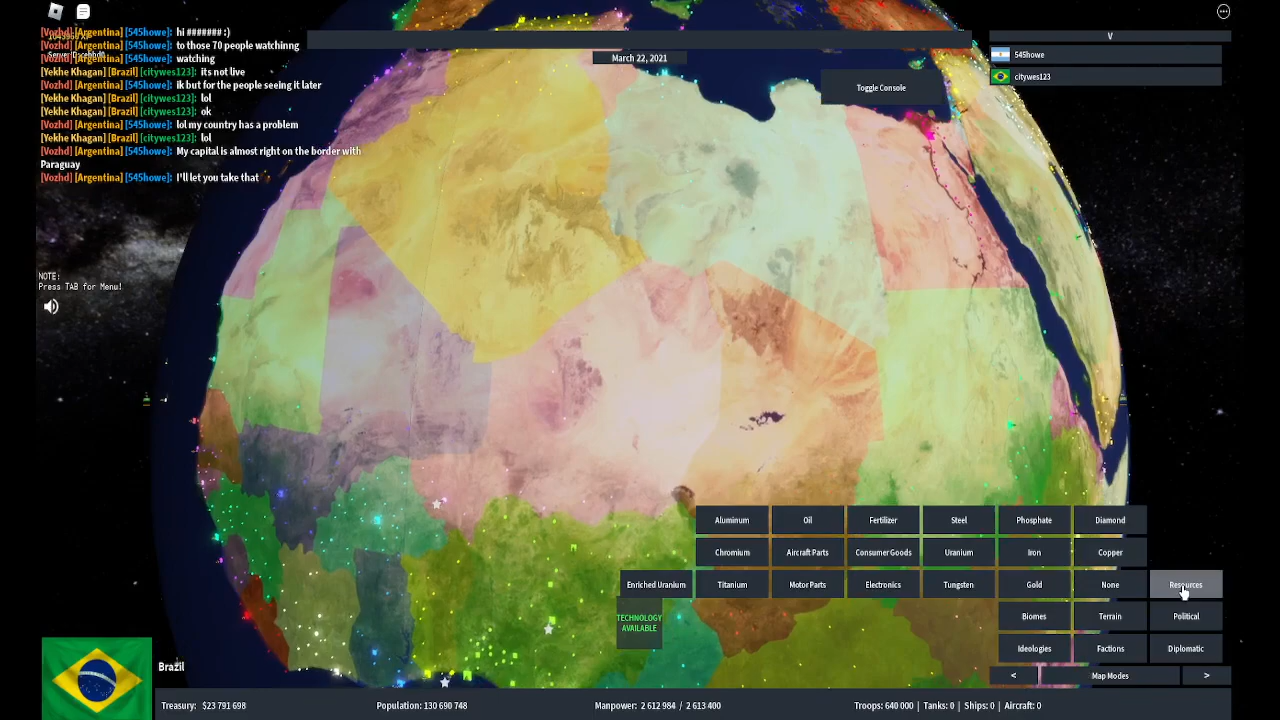 [Vozhd] [Argentina] [545howe]: hi ####### :)
[Vozhd] [Argentina] [545howe]: to those 70 people watchinng
[Vozhd] [Argentina] [545howe]: watching
[Yekhe Khagan] [Brazil] [citywes123]: its not live
[Vozhd] [Argentina] [545howe]: ik but for the people seeing it later
[Yekhe Khagan] [Brazil] [citywes123]: lol
[Yekhe Khagan] [Brazil] [citywes123]: ok
[Vozhd] [Argentina] [545howe]: lol my country has a problem
[Yekhe Khagan] [Brazil] [citywes123]: lol
[Vozhd] [Argentina] [545howe]: My capital is almost right on the border with
Paraguay
[Vozhd] [Argentina] [545howe]: I'll let you take that
March 22, 2021
Toggle Console
V
545howe
citywes123
NOTE:
Press TAB for Menu!
Aluminum Oil Fertilizer Steel Phosphate Diamond
Chromium Aircraft Parts Consumer Goods Uranium Iron Copper
Enriched Uranium Titanium Motor Parts Electronics Tungsten Gold None Resources
TECHNOLOGY
AVAILABLE
Biomes Terrain Political
Ideologies Factions Diplomatic
< Map Modes >
Brazil
Treasury: $23 791 698 Population: 130 690 748 Manpower: 2 612 984 / 2 613 400 Troops: 640 000 | Tanks: 0 | Ships: 0 | Aircraft: 0